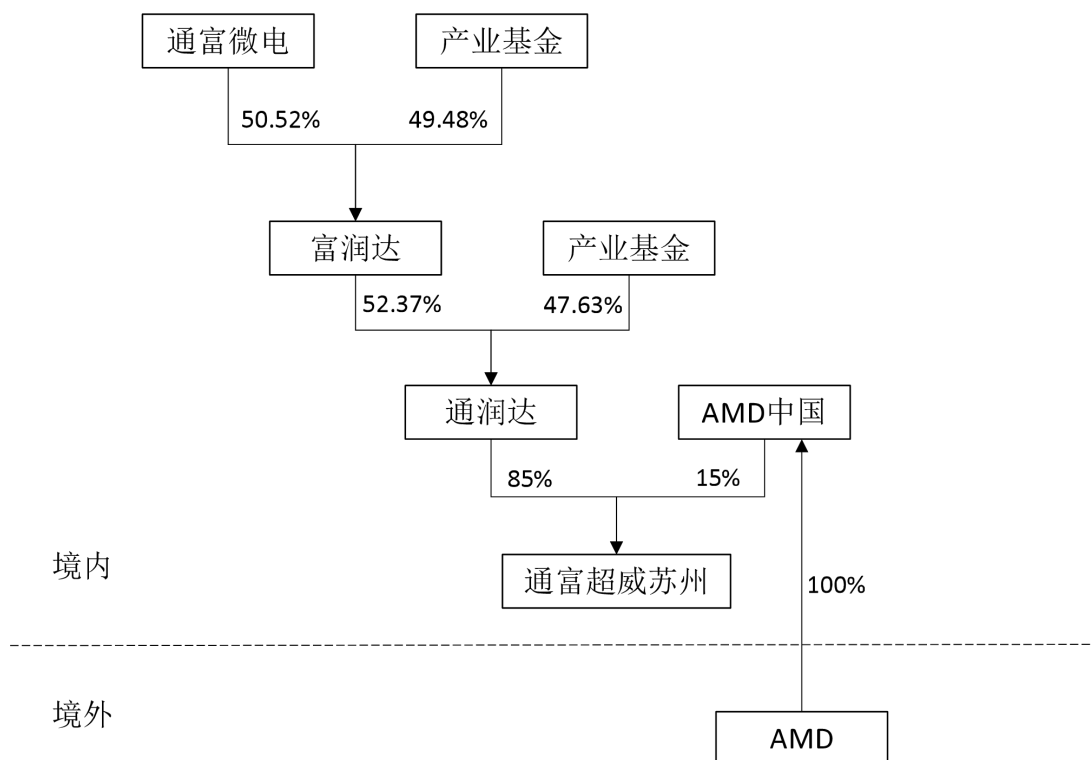 通富微电
产业基金
50.52%
49.48%
富润达
产业基金
52.37%
47.63%
通润达
AMD中国
85%
15%
境内
通富超威苏州
100%
境外
AMD